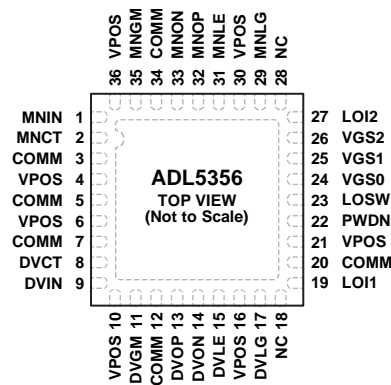 36 VPOS
35 MNGM
34 COMM
33 MNON
32 MNOP
31 MNLE
30 VPOS
29 MNLG
28 NC
MNIN 1
MNCT 2
COMM 3
VPOS 4
COMM 5
VPOS 6
COMM 7
DVCT 8
DVIN 9
ADL5356
TOP VIEW
(Not to Scale)
27 LOI2
26 VGS2
25 VGS1
24 VGS0
23 LOSW
22 PWDN
21 VPOS
20 COMM
19 LOI1
VPOS 10
DVGM 11
COMM 12
DVOP 13
DVON 14
DVLE 15
VPOS 16
DVLG 17
NC 18